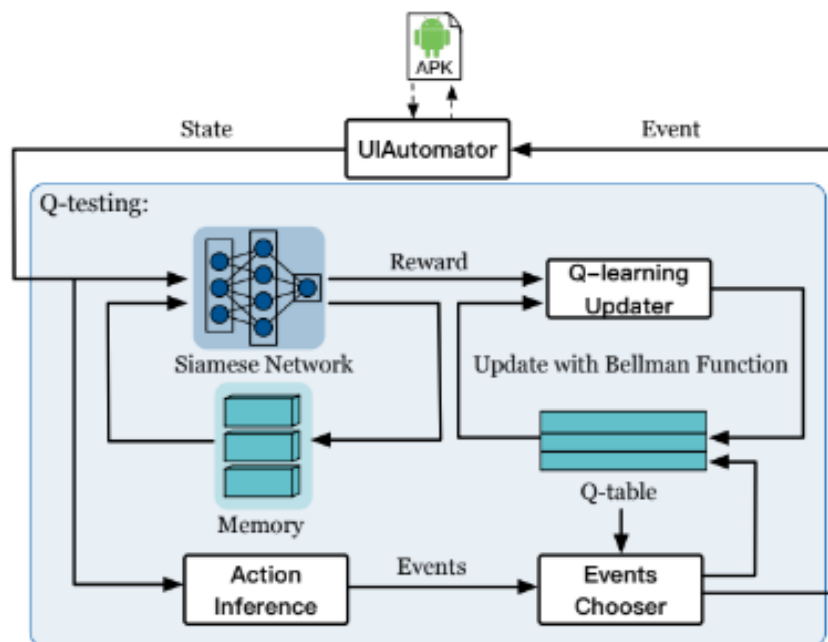 APK
State
UIAutomator
Event
Q-testing:
Reward
Q-learning
Updater
Siamese Network
Update with Bellman Function
Memory
Q-table
Action
Inference
Events
Events
Chooser